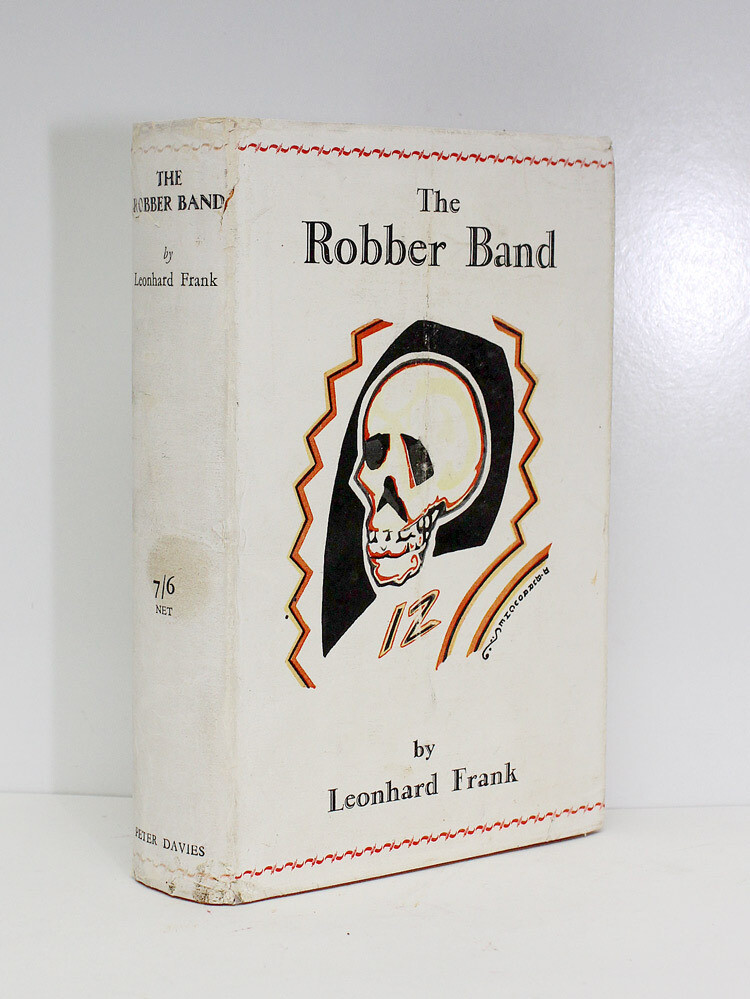 THE
ROBBER BAND
by
Leonhard Frank
7/6
NET
PETER DAVIES
The
Robber Band
12
by
Leonhard Frank